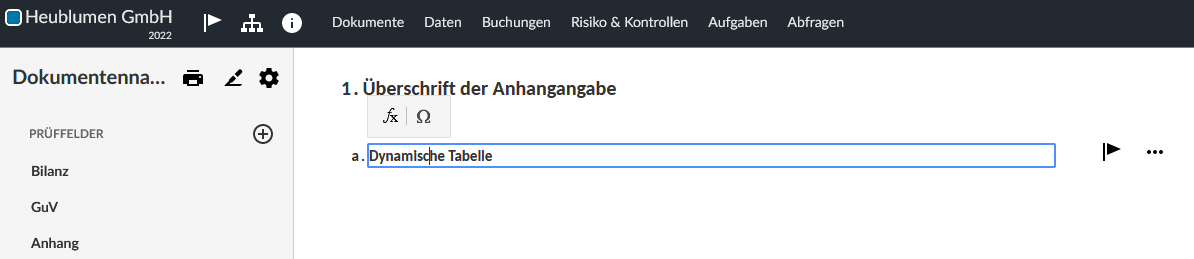 Heublumen GmbH
2022
Dokumente Daten Buchungen Risiko & Kontrollen Aufgaben Abfragen
Dokumentenna...
PRÜFFELDER
Bilanz
GuV
Anhang
1. Überschrift der Anhangangabe
fx Ω
a. Dynamische Tabelle